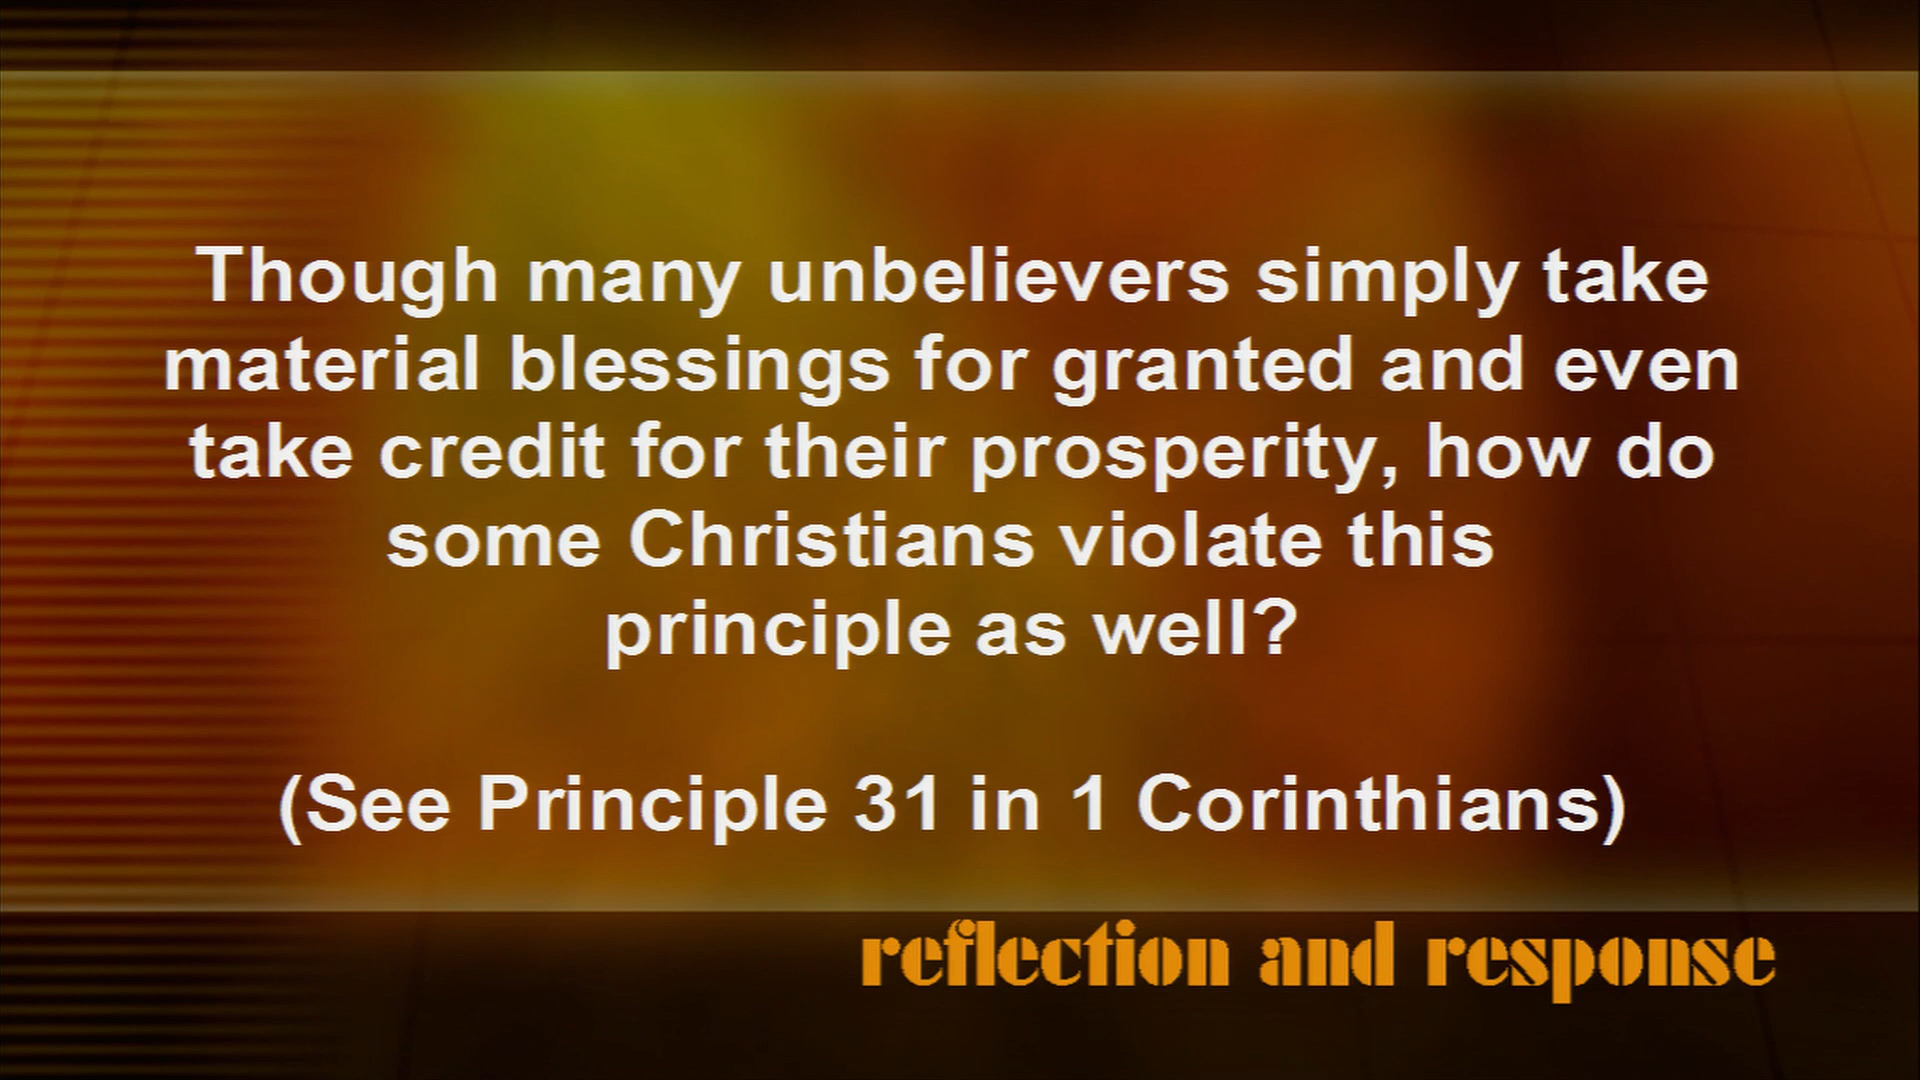 Though many unbelievers simply take
material blessings for granted and even
take credit for their prosperity, how do
some Christians violate this
principle as well?
(See Principle 31 in 1 Corinthians)
reflection and response